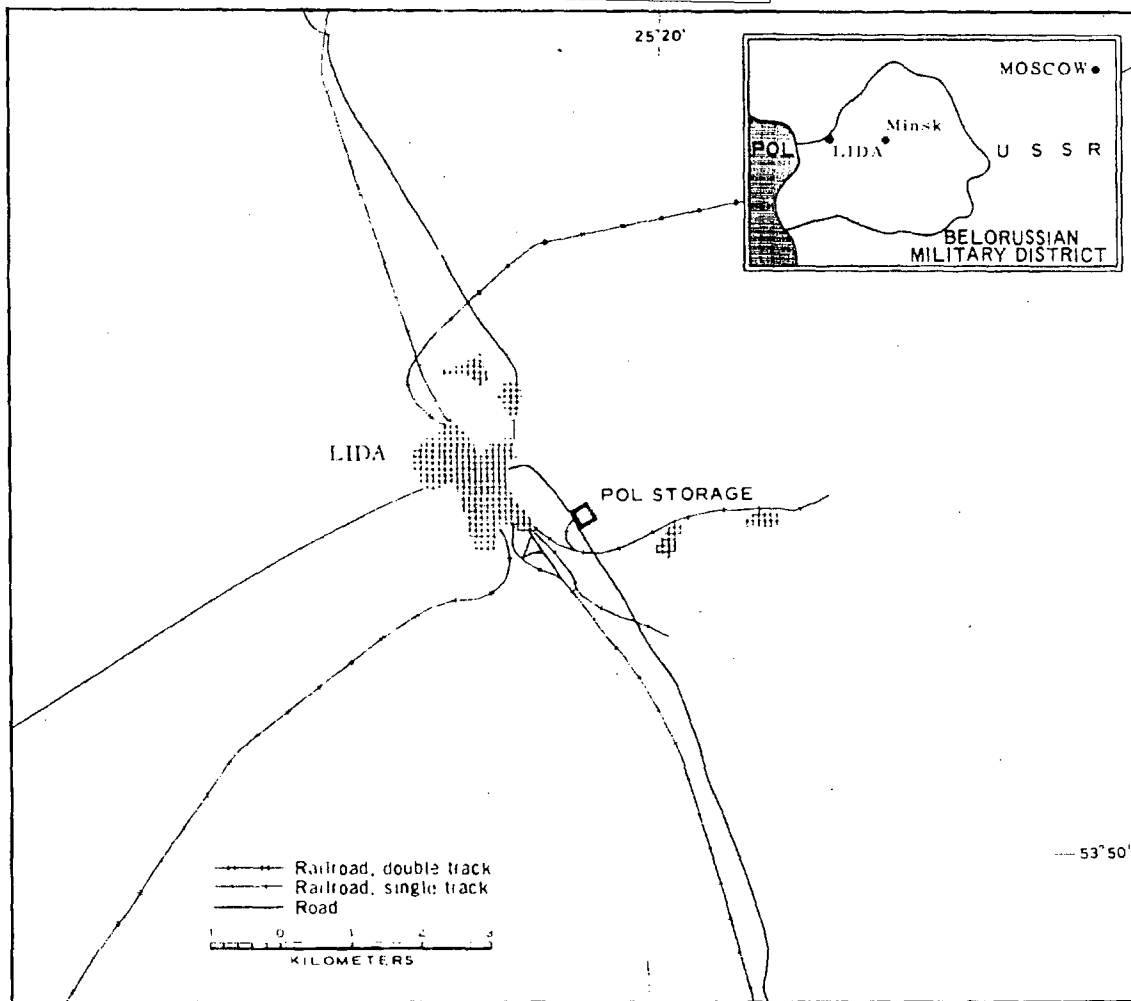 25°20'
MOSCOW
Minsk
POL
LIDA
U S S R
BELORUSSIAN
MILITARY DISTRICT
LIDA
POL STORAGE
53°50'
Railroad, double track
Railroad, single track
Road
1 0 1 2 3
KILOMETERS